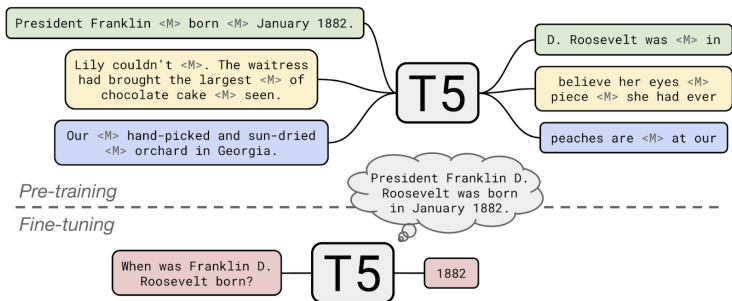 President Franklin <M> born <M> January 1882.
Lily couldn't <M>. The waitress
had brought the largest <M> of
chocolate cake <M> seen.
Our <M> hand-picked and sun-dried
<M> orchard in Georgia.
T5
D. Roosevelt was <M> in
believe her eyes <M>
piece <M> she had ever
peaches are <M> at our
Pre-training
President Franklin D.
Roosevelt was born
in January 1882.
Fine-tuning
When was Franklin D.
Roosevelt born?
T5
1882